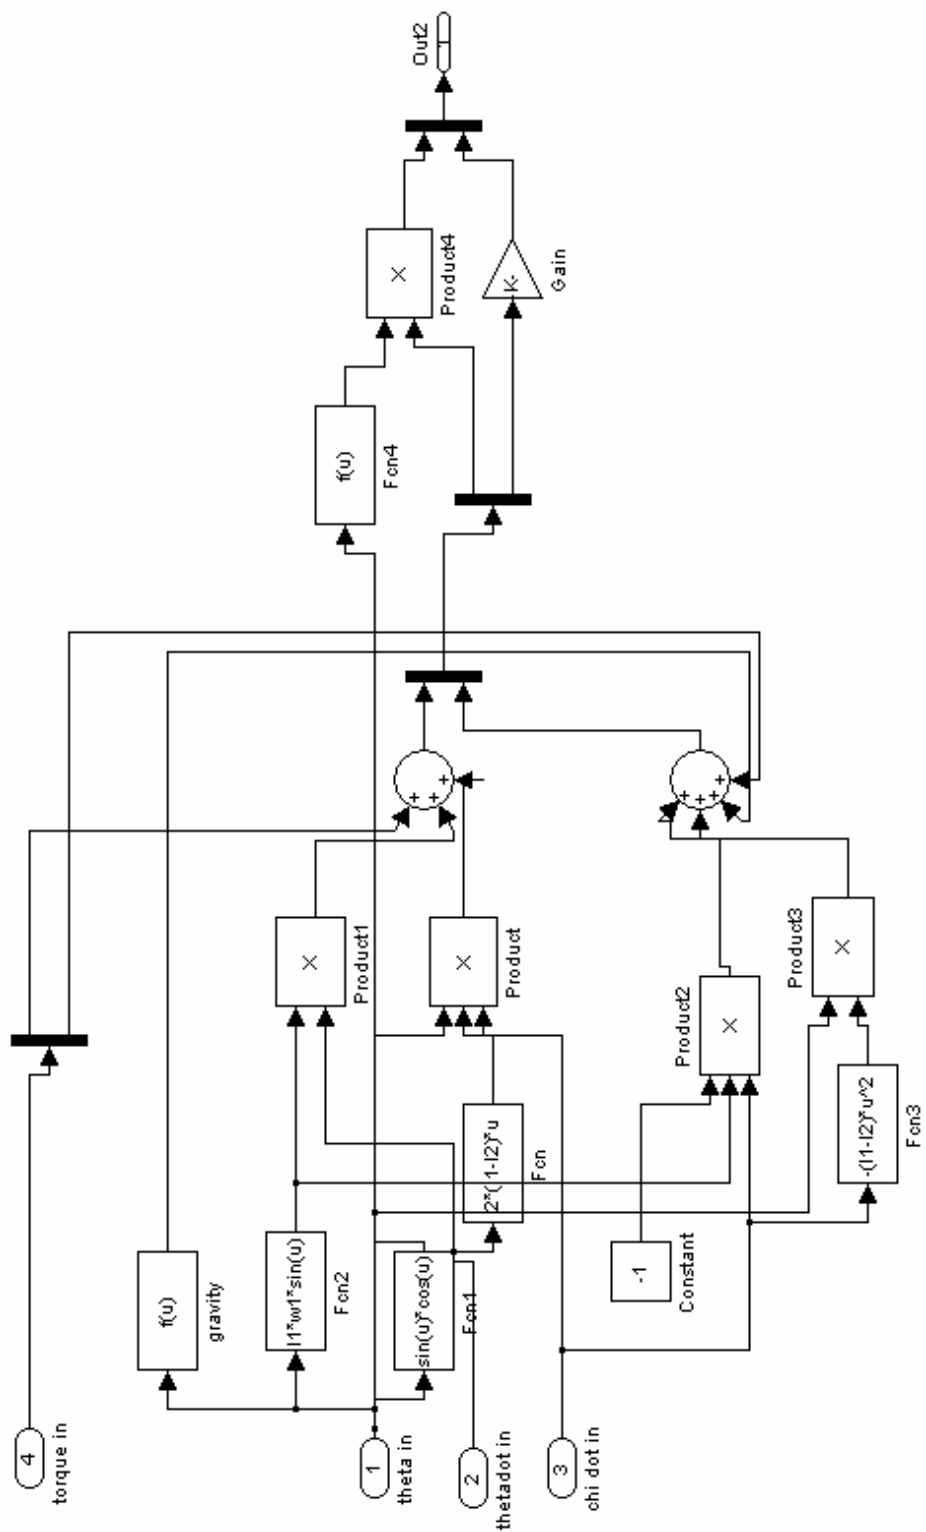 4
torque in
f(u)
gravity
I1*w1*sin(u)
Fcn2
1
theta in
sin(u)*cos(u)
Fcn1
2
thetadot in
2*(I1-I2)*u
Fcn
3
chi dot in
-1
Constant
-(I1-I2)*u^2
Fcn3
×
Product1
×
Product
×
Product2
×
Product3
+
+
+
+
+
+
+
f(u)
Fcn4
×
Product4
K-
Gain
1
Out2